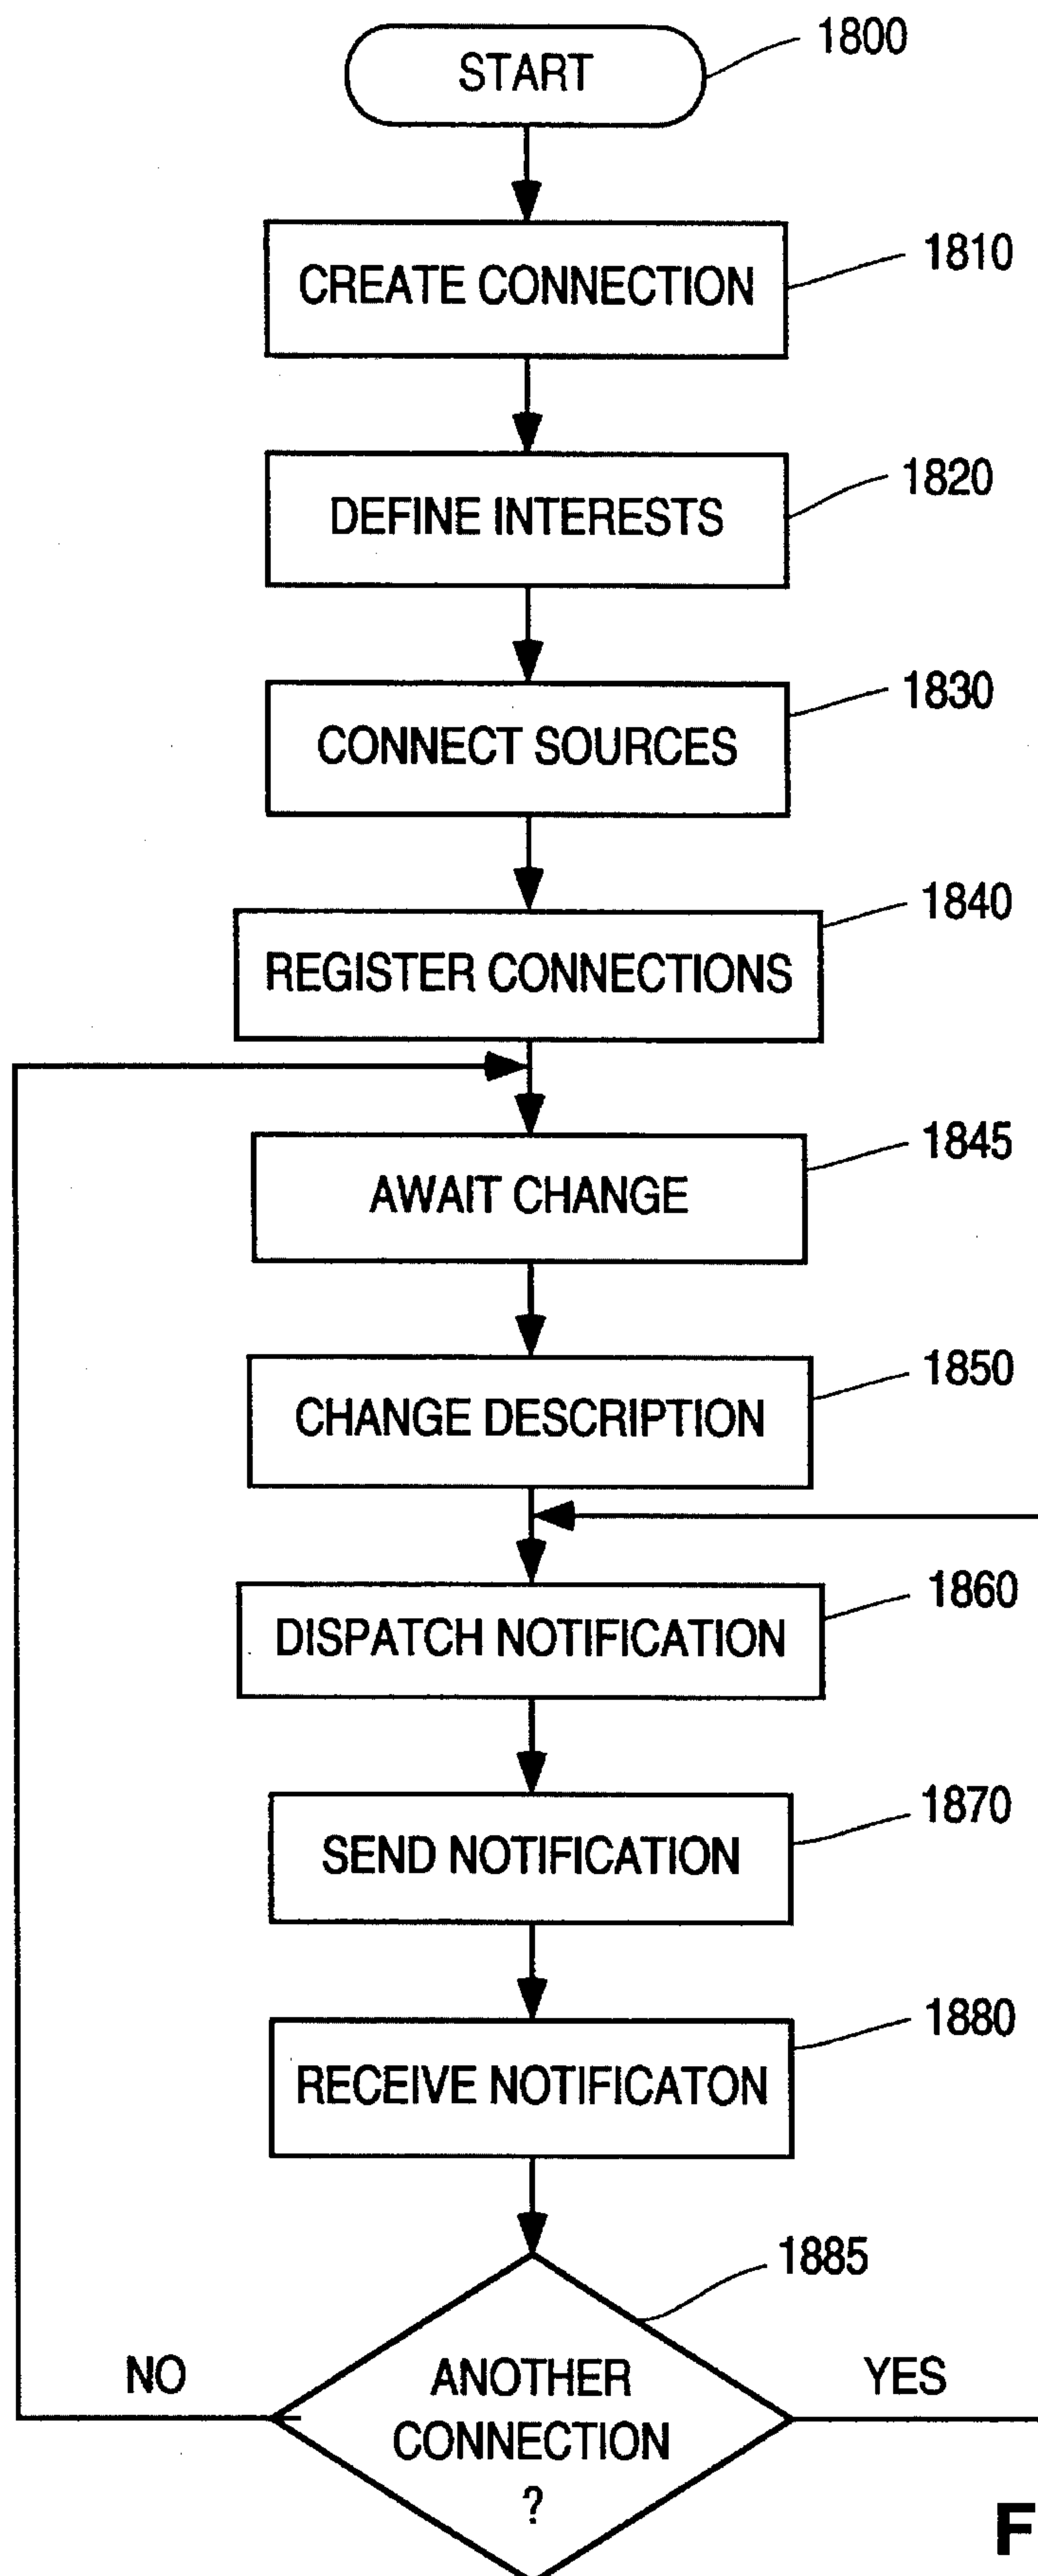 START
1800
CREATE CONNECTION
1810
DEFINE INTERESTS
1820
CONNECT SOURCES
1830
REGISTER CONNECTIONS
1840
AWAIT CHANGE
1845
CHANGE DESCRIPTION
1850
DISPATCH NOTIFICATION
1860
SEND NOTIFICATION
1870
RECEIVE NOTIFICATON
1880
1885
NO
ANOTHER
CONNECTION
?
YES
F